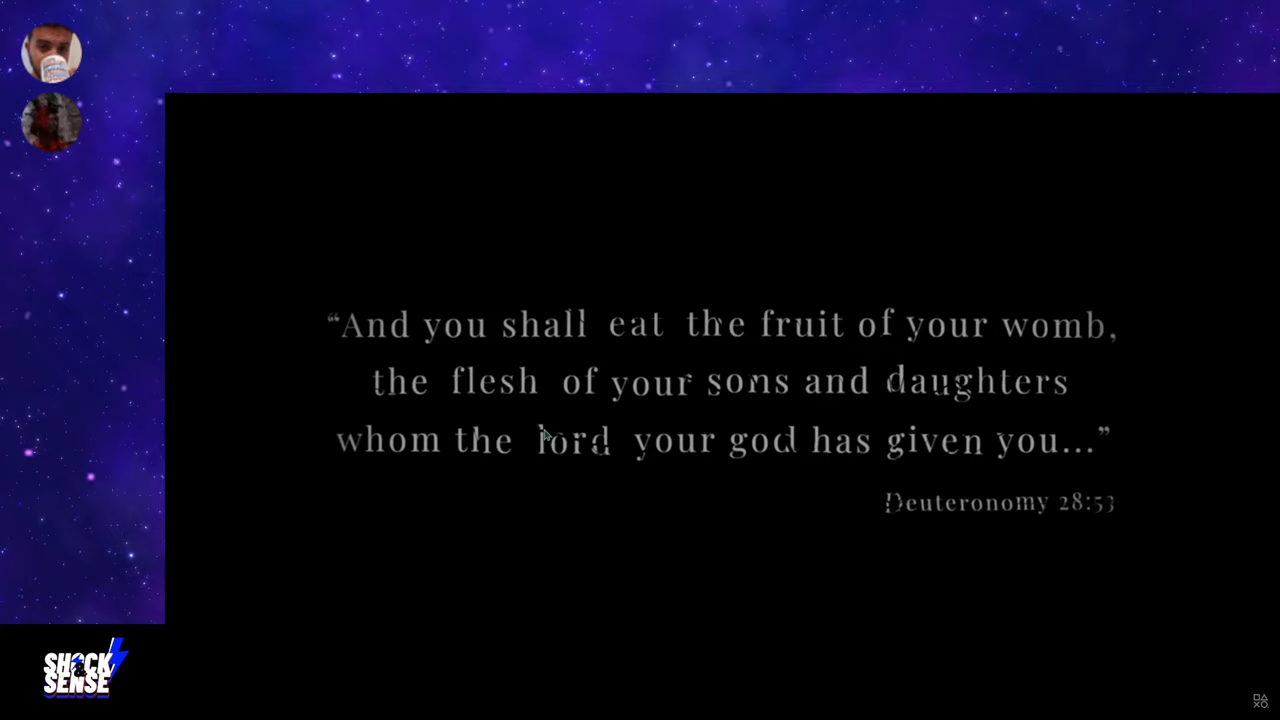 “And you shall eat the fruit of your womb,
the flesh of your sons and daughters
whom the lord your god has given you...”
Deuteronomy 28:53
SHOCK
&
SENSE